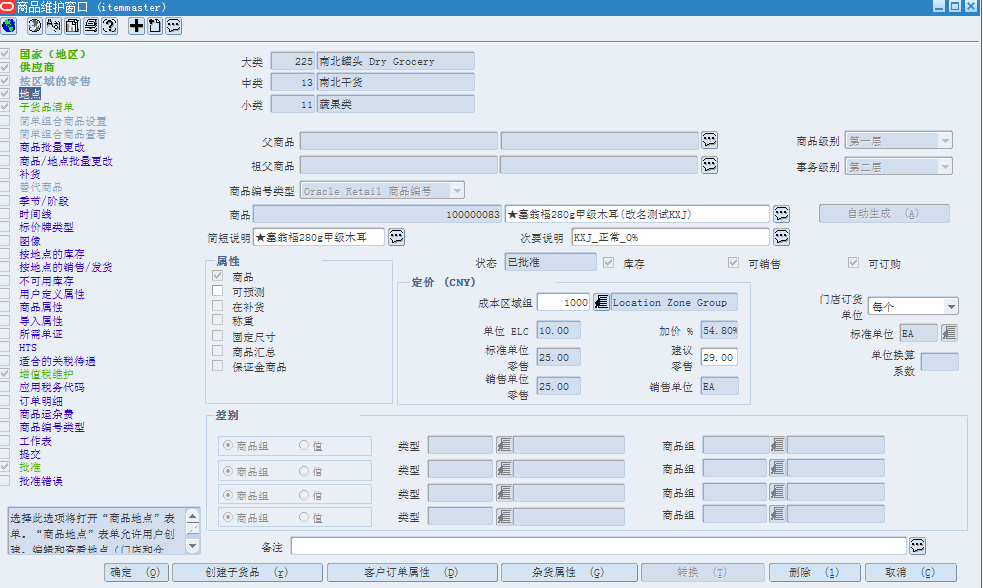 商品维护窗口 (itemmaster)
国家（地区）
供应商
按区域的零售
地点
子货品清单
简单组合商品设置
简单组合商品查看
商品批量更改
商品/地点批量更改
补货
替代商品
季节/阶段
时间线
标价牌类型
图像
按地点的库存
按地点的销售/发货
不可用库存
用户定义属性
商品属性
导入属性
所需单证
HTS
适合的关税待遇
增值税维护
应用税务代码
订单明细
商品运杂费
商品编号类型
工作表
提交
批准
批准错误
选择此选项将打开“商品地点”表
单。“商品地点”表单允许用户创
建、编辑和查看地点（门店和仓
大类 225 南北罐头 Dry Grocery
中类 13 南北干货
小类 11 蔬果类
父商品 商品级别 第一层
祖父商品 事务级别 第二层
商品编号类型 Oracle Retail 商品编号
商品 100000083 ★塞翁福280g甲级木耳(改名测试KXJ) 自动生成 (A)
简短说明 ★塞翁福280g甲级木耳 次要说明 KXJ_正常_0%
状态 已批准 库存 可销售 可订购
属性
商品
可预测
在补货
称重
固定尺寸
商品汇总
保证金商品
定价 (CNY)
成本区域组 1000 Location Zone Group
单位 ELC 10.00 加价 % 54.80%
标准单位零售 25.00 建议零售 29.00
销售单位零售 25.00 销售单位 EA
门店订货单位 每个
标准单位 EA
单位换算系数
差别
商品组 值 类型 商品组
商品组 值 类型 商品组
商品组 值 类型 商品组
商品组 值 类型 商品组
备注
确定 (O) 创建子货品 (r) 客户订单属性 (D) 杂货属性 (G) 转换 (T) 删除 (l) 取消 (C)